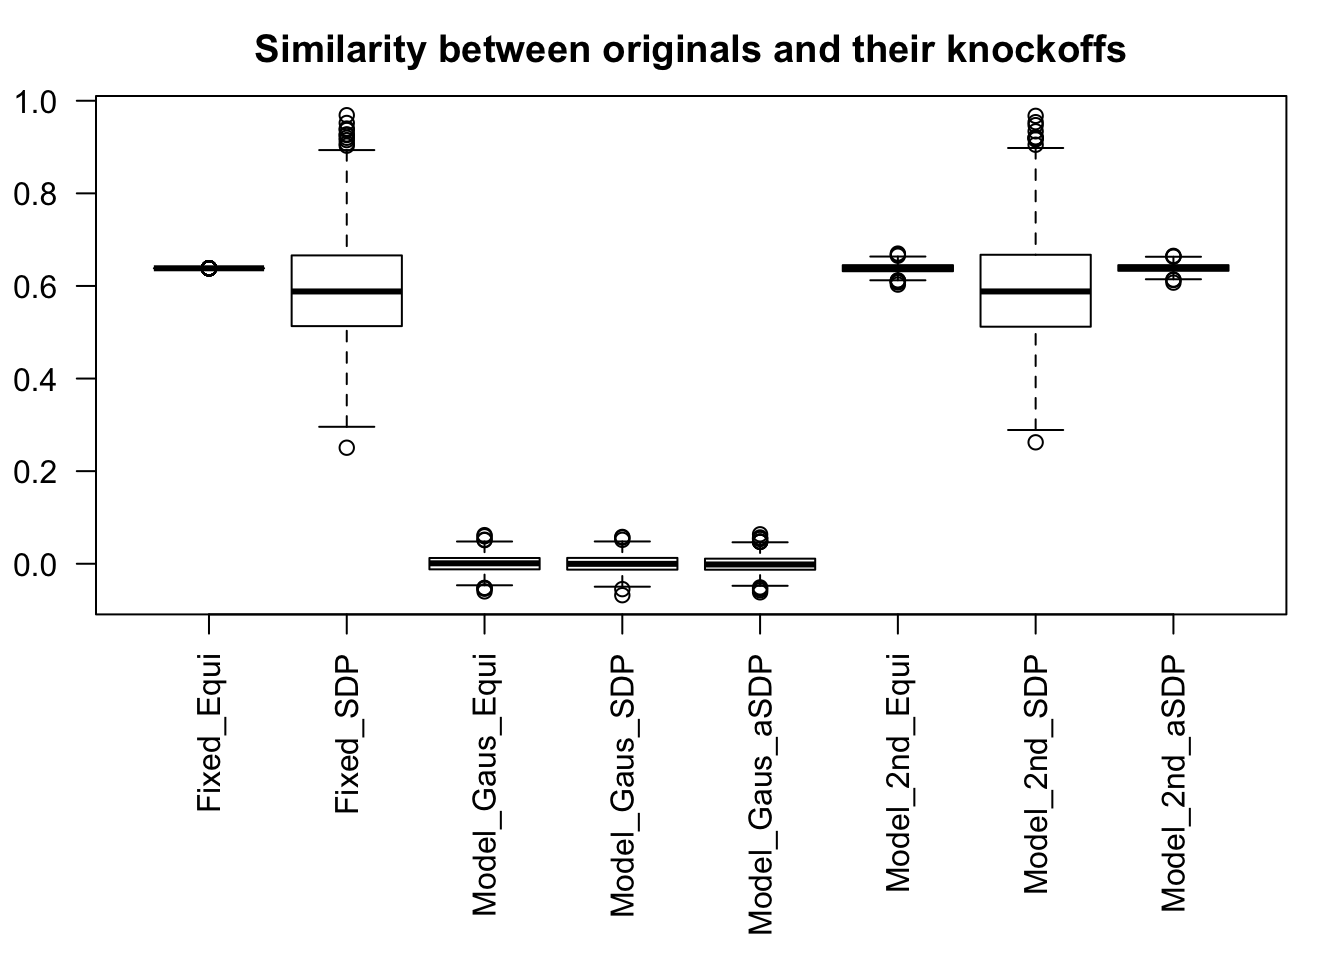 Similarity between originals and their knockoffs
1.0
0.8
0.6
0.4
0.2
0.0
Fixed_Equi
Fixed_SDP
Model_Gaus_Equi
Model_Gaus_SDP
Model_Gaus_aSDP
Model_2nd_Equi
Model_2nd_SDP
Model_2nd_aSDP